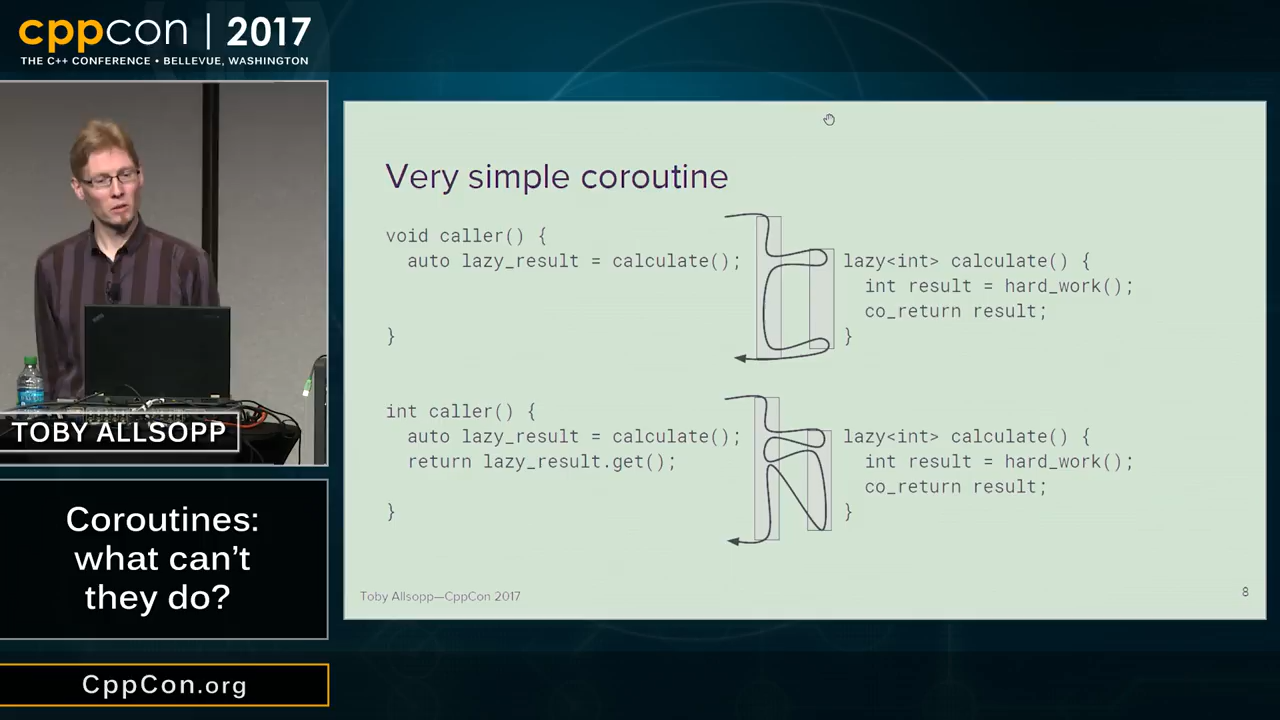 cppcon | 2017
THE C++ CONFERENCE • BELLEVUE, WASHINGTON
TOBY ALLSOPP
Coroutines:
what can't
they do?
CppCon.org
Very simple coroutine
void caller() {
auto lazy_result = calculate();
}
lazy<int> calculate() {
int result = hard_work();
co_return result;
}
int caller() {
auto lazy_result = calculate();
return lazy_result.get();
}
lazy<int> calculate() {
int result = hard_work();
co_return result;
}
Toby Allsopp—CppCon 2017
8